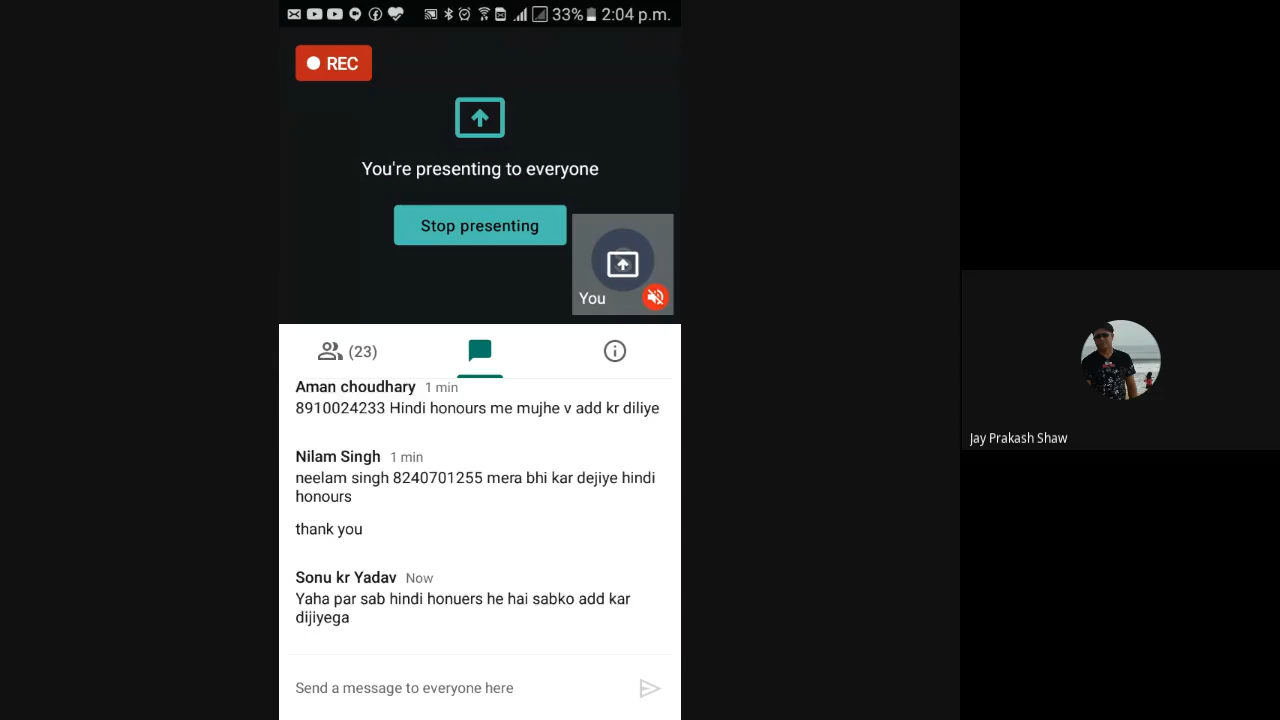 33% 2:04 p.m.
REC
You're presenting to everyone
Stop presenting
You
(23)
Aman choudhary 1 min
8910024233 Hindi honours me mujhe v add kr diliye
Nilam Singh 1 min
neelam singh 8240701255 mera bhi kar dejiye hindi
honours
thank you
Sonu kr Yadav Now
Yaha par sab hindi honuers he hai sabko add kar
dijiyega
Send a message to everyone here
Jay Prakash Shaw